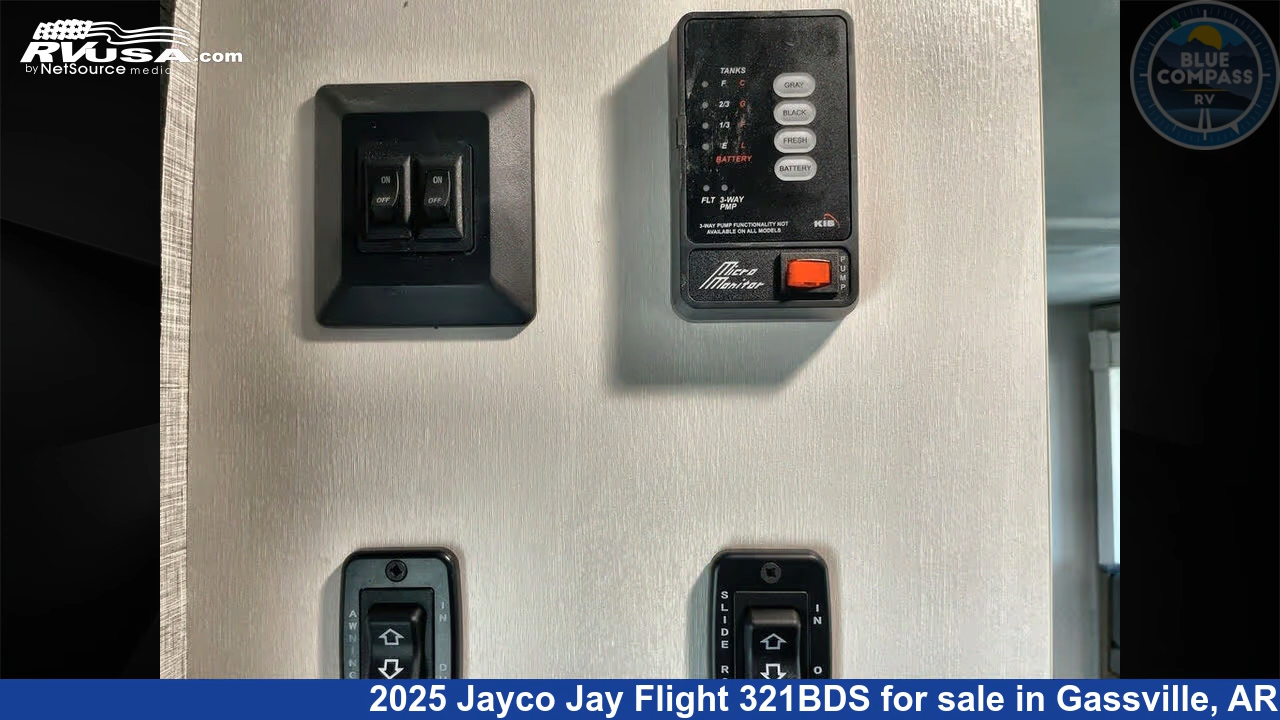 RVUSA.com
by NetSource media
BLUE
COMPASS
RV
TANKS
F C
2/3 G
1/3
E L
BATTERY
GRAY
BLACK
FRESH
BATTERY
FLT 3-WAY
PMP
3-WAY PUMP FUNCTIONALITY NOT
AVAILABLE ON ALL MODELS
KIB
Micro
Monitor
PUMP
ON ON
OFF OFF
AWNING
IN
SLIDE
IN
2025 Jayco Jay Flight 321BDS for sale in Gassville, AR